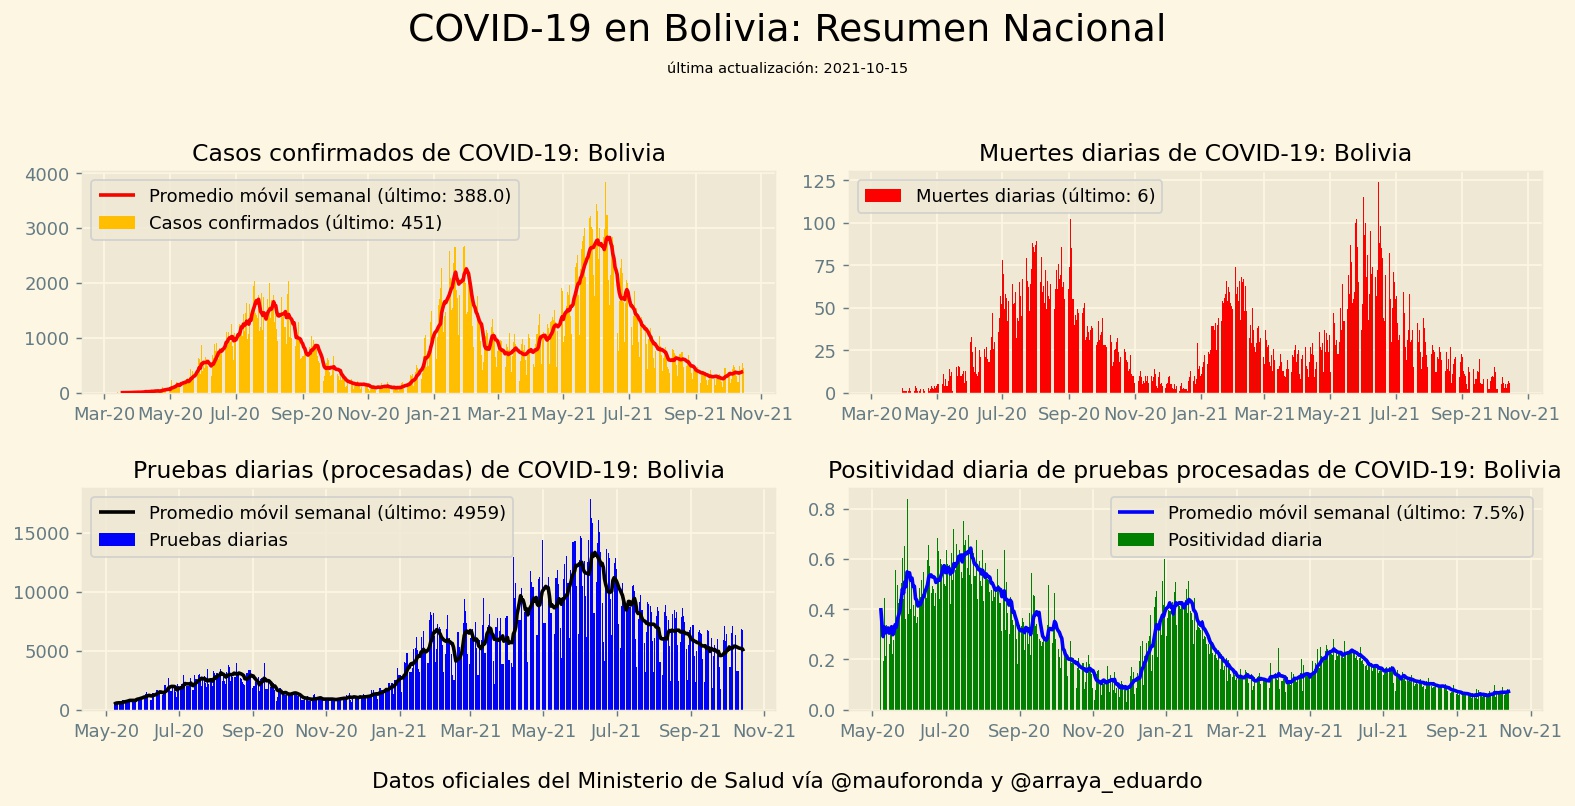 COVID-19 en Bolivia: Resumen Nacional
última actualización: 2021-10-15
Casos confirmados de COVID-19: Bolivia
4000
3000
2000
1000
0
Promedio móvil semanal (último: 388.0)
Casos confirmados (último: 451)
Mar-20 May-20 Jul-20 Sep-20 Nov-20 Jan-21 Mar-21 May-21 Jul-21 Sep-21 Nov-21
Muertes diarias de COVID-19: Bolivia
125
100
75
50
25
0
Muertes diarias (último: 6)
Mar-20 May-20 Jul-20 Sep-20 Nov-20 Jan-21 Mar-21 May-21 Jul-21 Sep-21 Nov-21
Pruebas diarias (procesadas) de COVID-19: Bolivia
15000
10000
5000
0
Promedio móvil semanal (último: 4959)
Pruebas diarias
May-20 Jul-20 Sep-20 Nov-20 Jan-21 Mar-21 May-21 Jul-21 Sep-21 Nov-21
Positividad diaria de pruebas procesadas de COVID-19: Bolivia
0.8
0.6
0.4
0.2
0.0
Promedio móvil semanal (último: 7.5%)
Positividad diaria
May-20 Jul-20 Sep-20 Nov-20 Jan-21 Mar-21 May-21 Jul-21 Sep-21 Nov-21
Datos oficiales del Ministerio de Salud vía @mauforonda y @arraya_eduardo